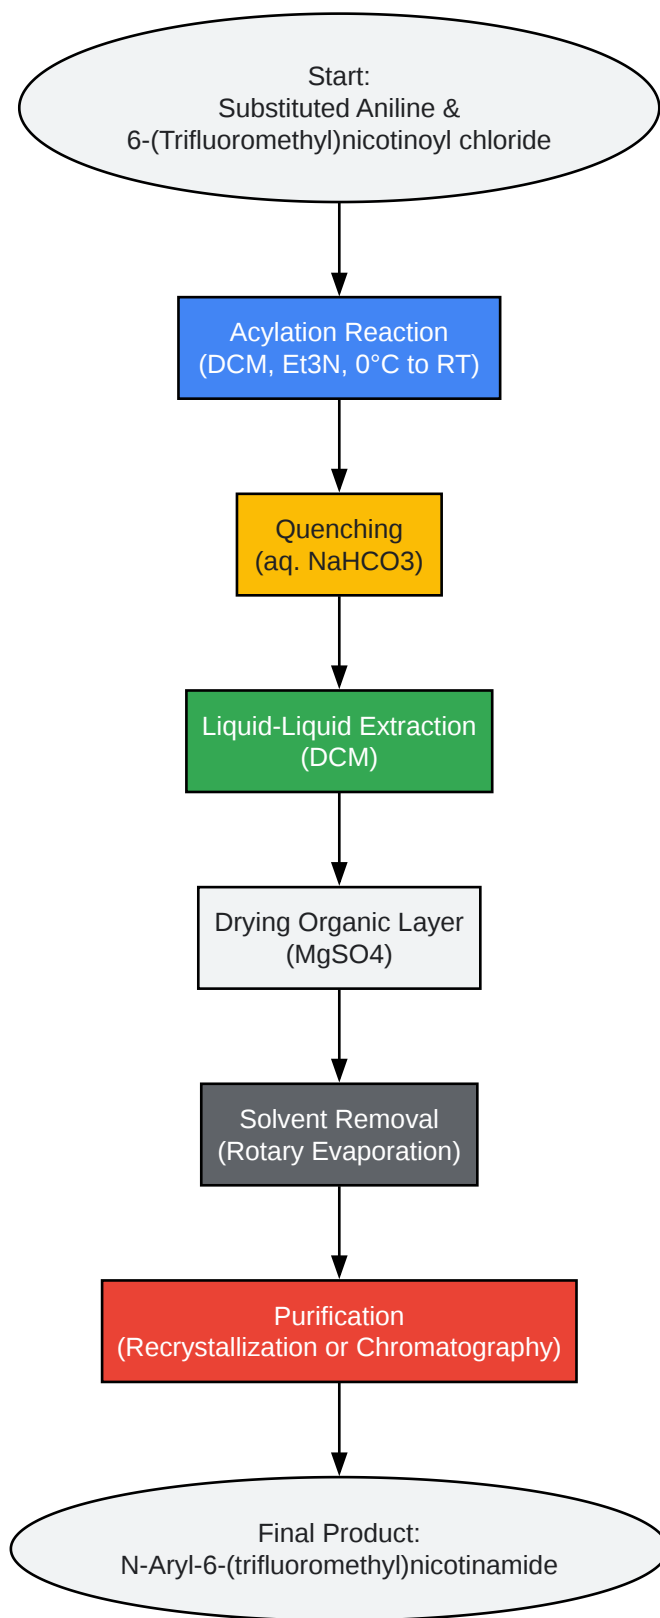 Start:
Substituted Aniline &
6-(Trifluoromethyl)nicotinoyl chloride
Acylation Reaction
(DCM, Et3N, 0°C to RT)
Quenching
(aq. NaHCO3)
Liquid-Liquid Extraction
(DCM)
Drying Organic Layer
(MgSO4)
Solvent Removal
(Rotary Evaporation)
Purification
(Recrystallization or Chromatography)
Final Product:
N-Aryl-6-(trifluoromethyl)nicotinamide